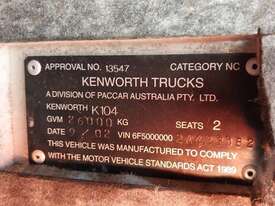 APPROVAL NO. 13547 CATEGORY NC
KENWORTH TRUCKS
A DIVISION OF PACCAR AUSTRALIA PTY. LTD.
KENWORTH K104
GVM 26000 KG SEATS 2
DATE 9/02 VIN 6F5000000
THIS VEHICLE WAS MANUFACTURED TO COMPLY
WITH THE MOTOR VEHICLE STANDARDS ACT 1989